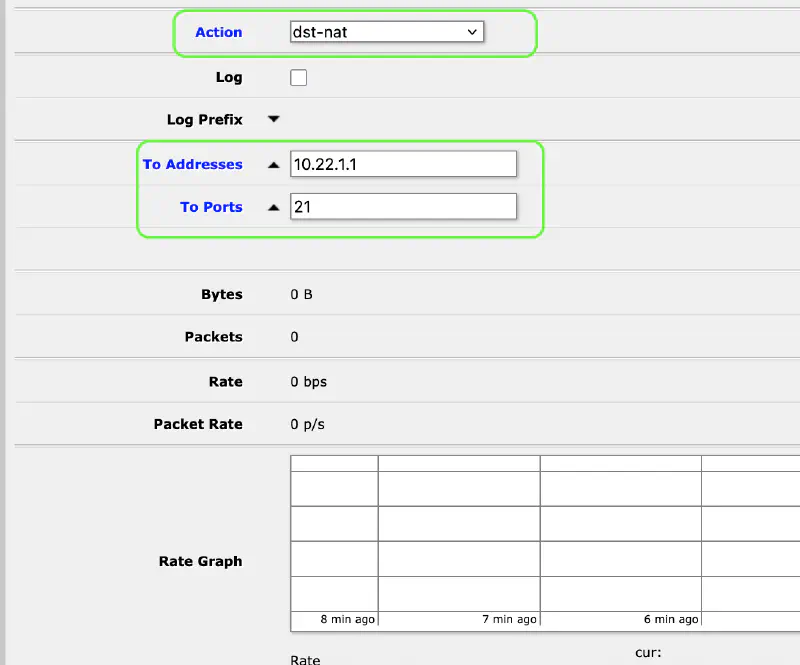 Action dst-nat
Log
Log Prefix
To Addresses 10.22.1.1
To Ports 21
Bytes 0 B
Packets 0
Rate 0 bps
Packet Rate 0 p/s
Rate Graph
8 min ago 7 min ago 6 min ago
Rate cur: